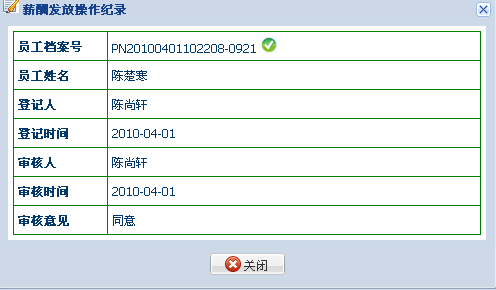 薪酬发放操作纪录
员工档案号 PN20100401102208-0921
员工姓名 陈楚寒
登记人 陈尚轩
登记时间 2010-04-01
审核人 陈尚轩
审核时间 2010-04-01
审核意见 同意
关闭